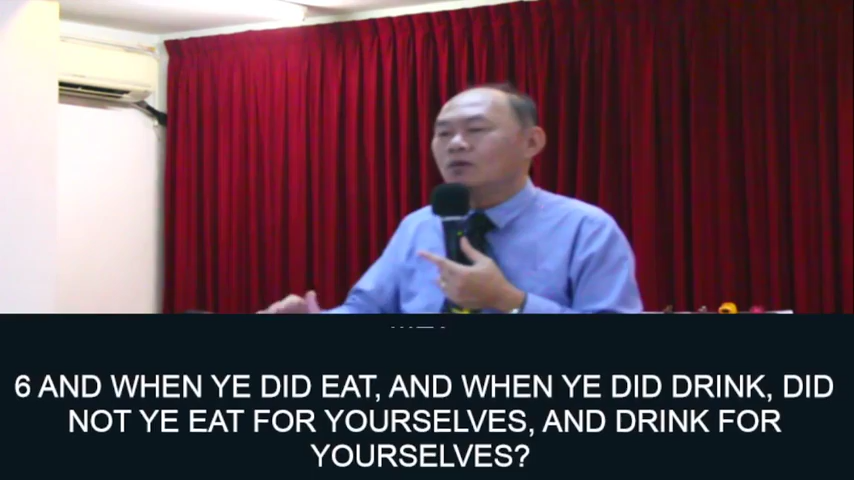 6 AND WHEN YE DID EAT, AND WHEN YE DID DRINK, DID
NOT YE EAT FOR YOURSELVES, AND DRINK FOR
YOURSELVES?